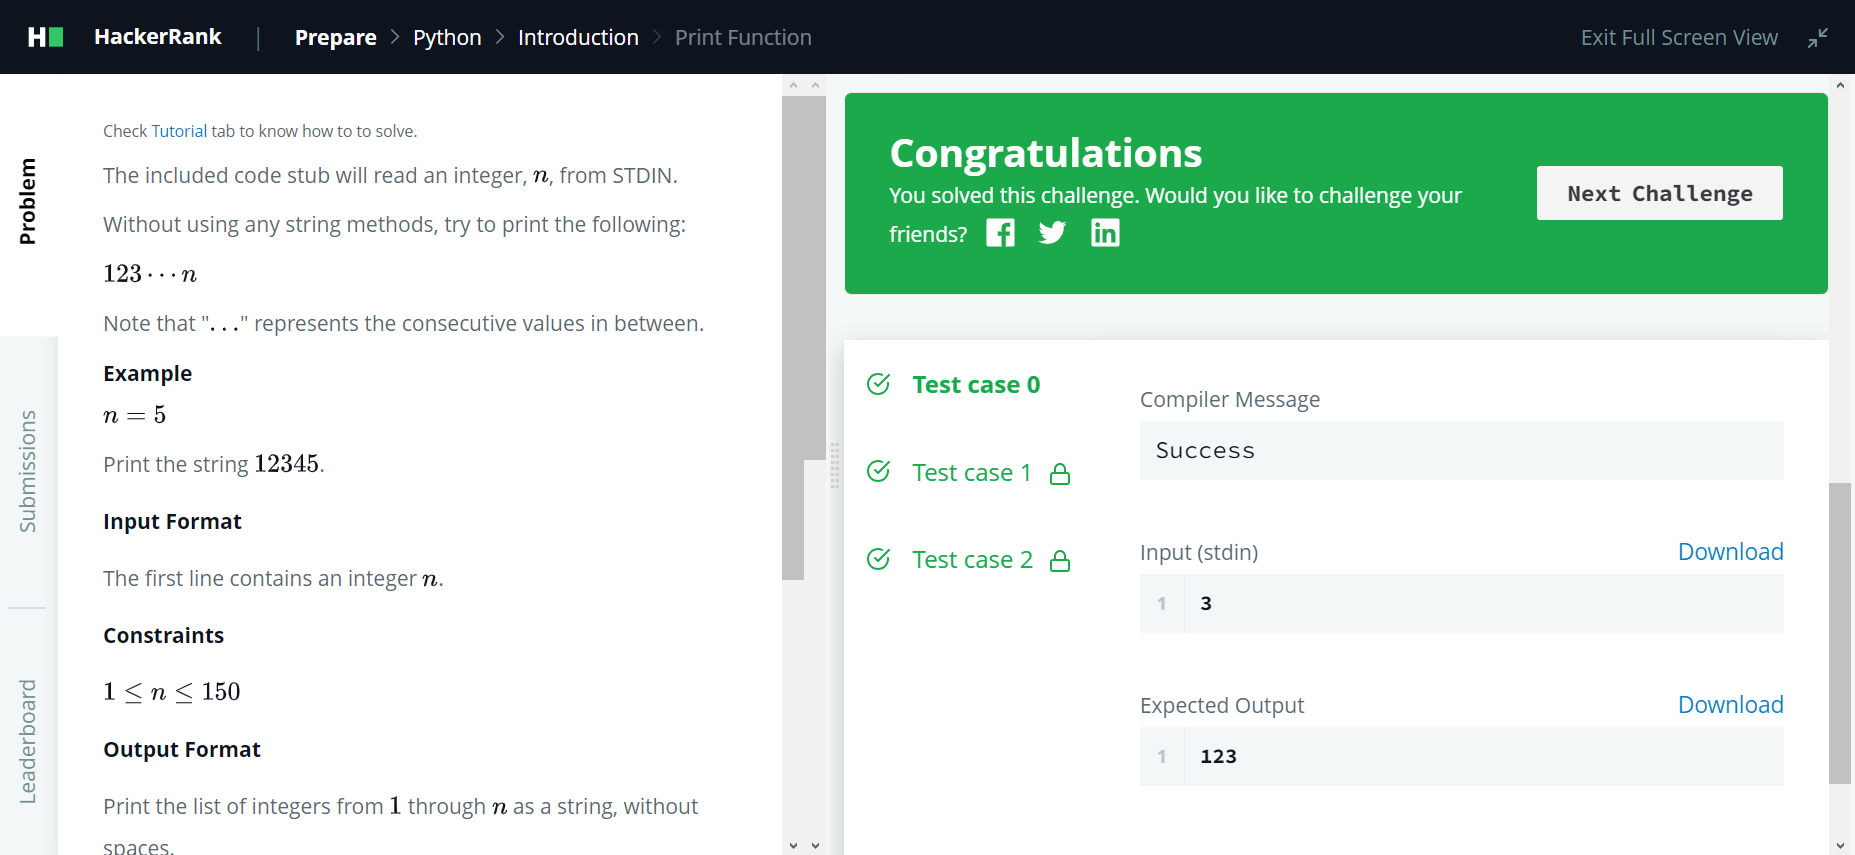 H HackerRank | Prepare > Python > Introduction > Print Function Exit Full Screen View
Problem
Submissions
Leaderboard
Check Tutorial tab to know how to to solve.
The included code stub will read an integer, n, from STDIN.
Without using any string methods, try to print the following:
123⋯n
Note that "..." represents the consecutive values in between.
Example
n = 5
Print the string 12345.
Input Format
The first line contains an integer n.
Constraints
1 ≤ n ≤ 150
Output Format
Print the list of integers from 1 through n as a string, without
spaces.
Congratulations
You solved this challenge. Would you like to challenge your
friends?
Next Challenge
Test case 0
Test case 1
Test case 2
Compiler Message
Success
Input (stdin) Download
1 3
Expected Output Download
1 123